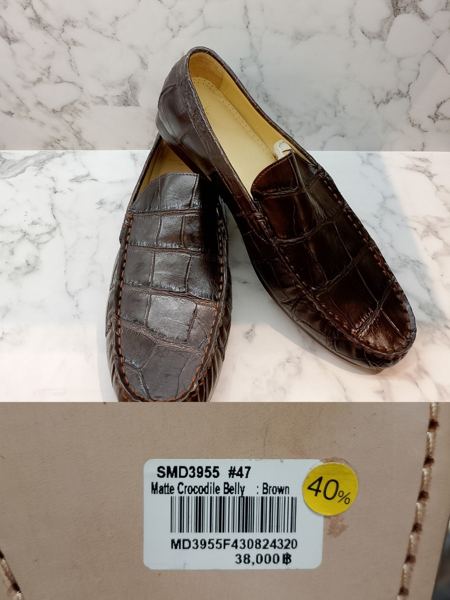 SMD3955 #47
Matte Crocodile Belly : Brown
40%
MD3955F430824320
38,000฿